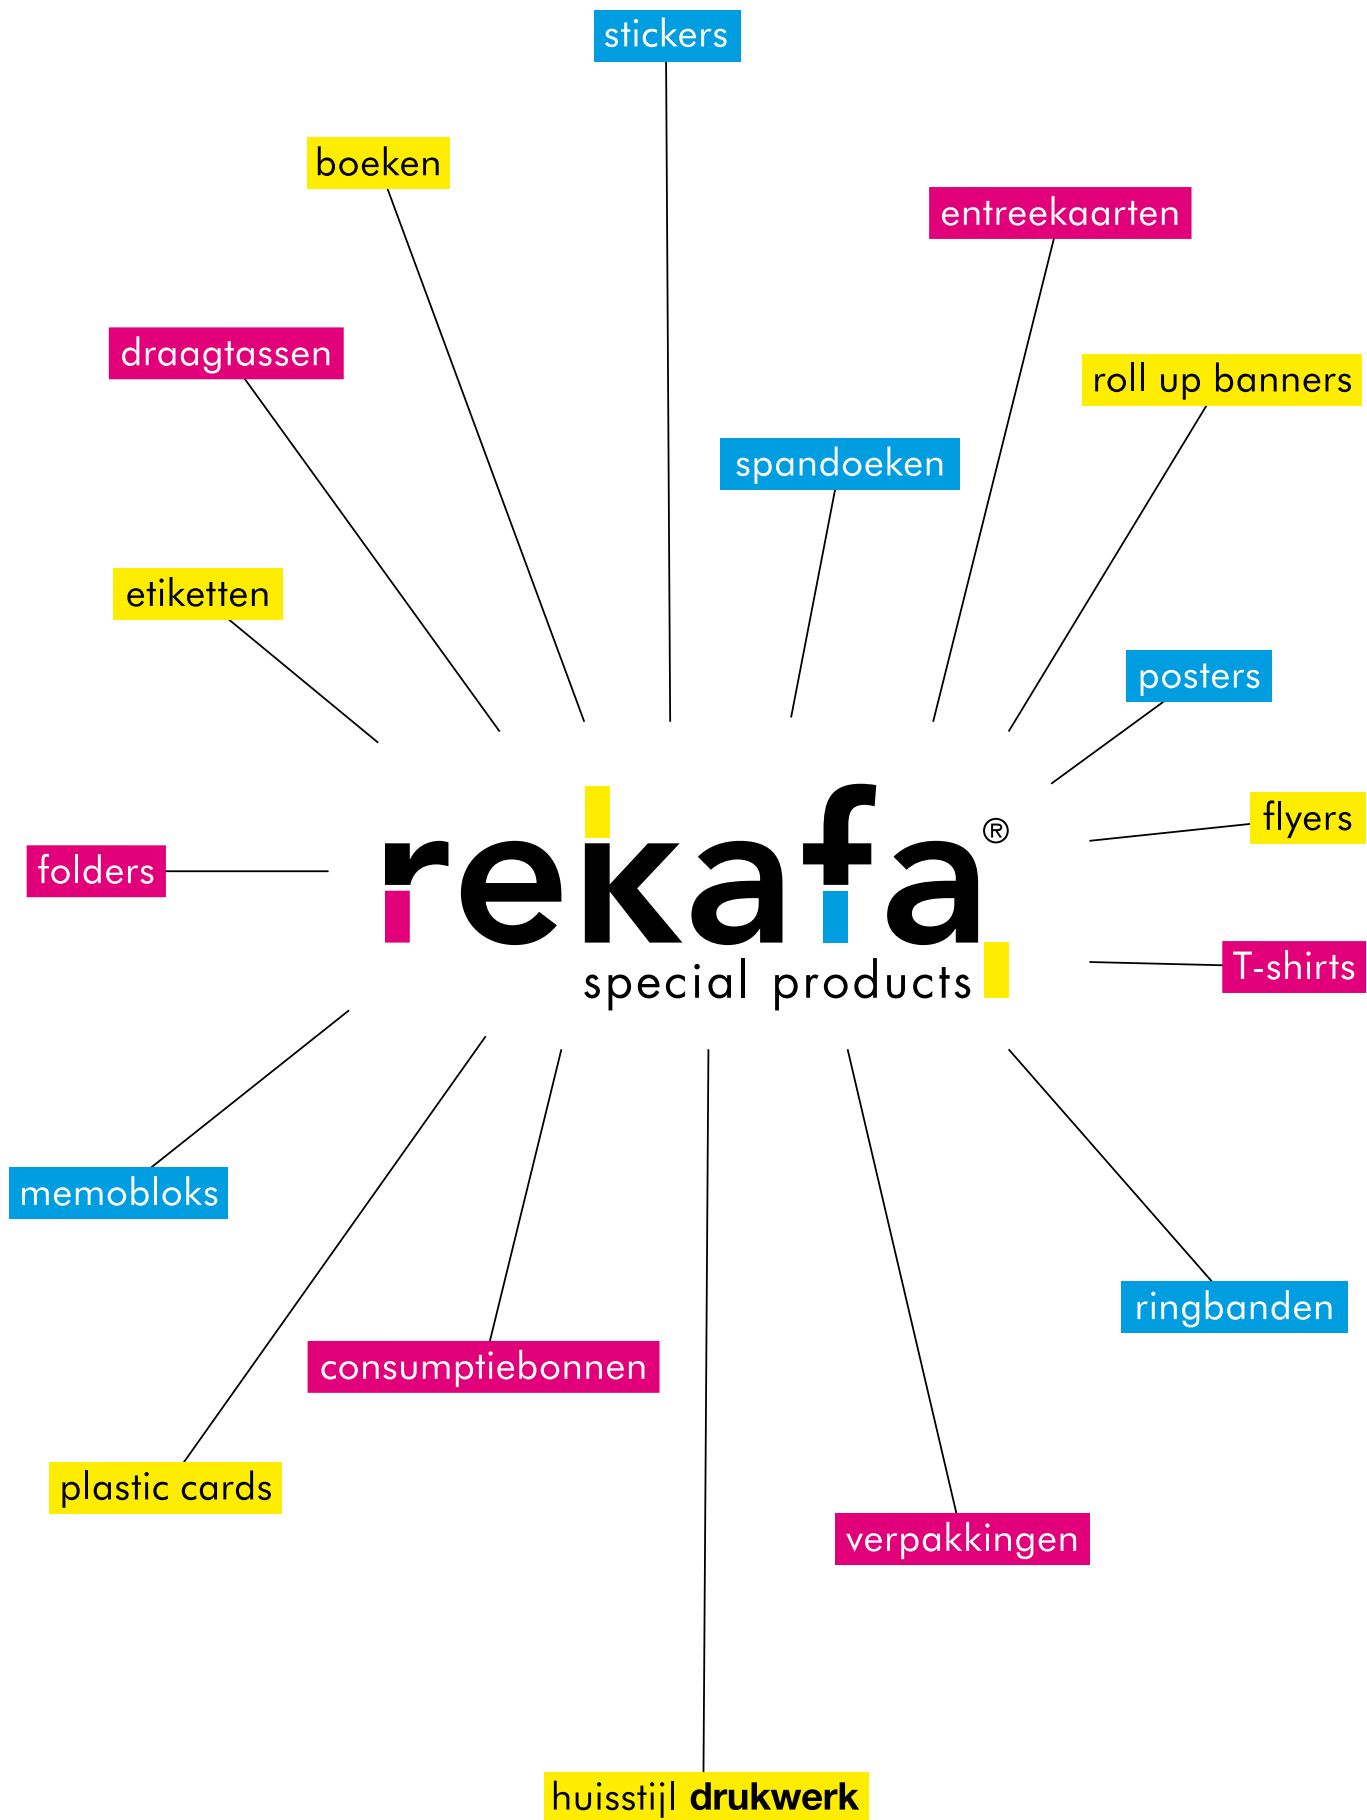 stickers
boeken
entreekaarten
draagtassen
roll up banners
spandoeken
etiketten
posters
flyers
rekafa®
folders
T-shirts
special products
memobloks
ringbanden
consumptiebonnen
plastic cards
verpakkingen
huisstijl drukwerk